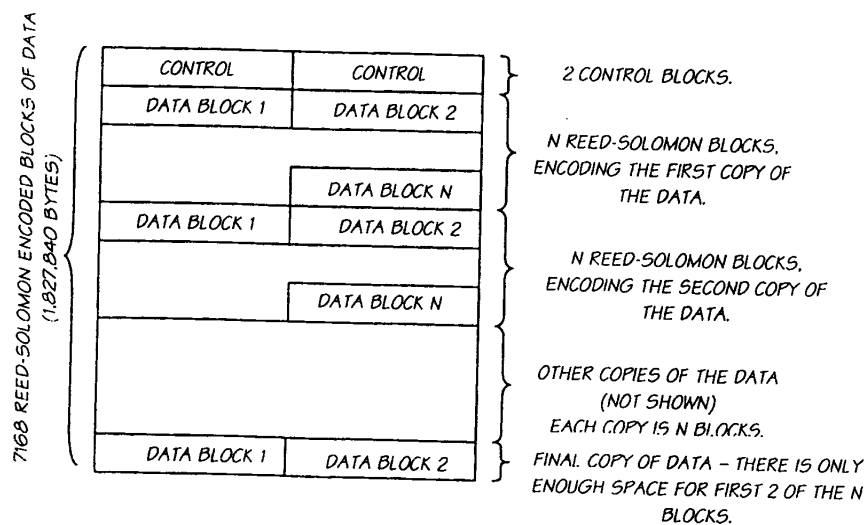 7168 REED-SOLOMON ENCODED BLOCKS OF DATA
(1,827,840 BYTES)
CONTROL CONTROL
2 CONTROL BLOCKS.
DATA BLOCK 1 DATA BLOCK 2
N REED-SOLOMON BLOCKS,
ENCODING THE FIRST COPY OF
THE DATA.
DATA BLOCK N
DATA BLOCK 1 DATA BLOCK 2
N REED-SOLOMON BLOCKS,
ENCODING THE SECOND COPY OF
THE DATA.
DATA BLOCK N
OTHER COPIES OF THE DATA
(NOT SHOWN)
EACH COPY IS N BLOCKS.
DATA BLOCK 1 DATA BLOCK 2
FINAL COPY OF DATA – THERE IS ONLY
ENOUGH SPACE FOR FIRST 2 OF THE N
BLOCKS.